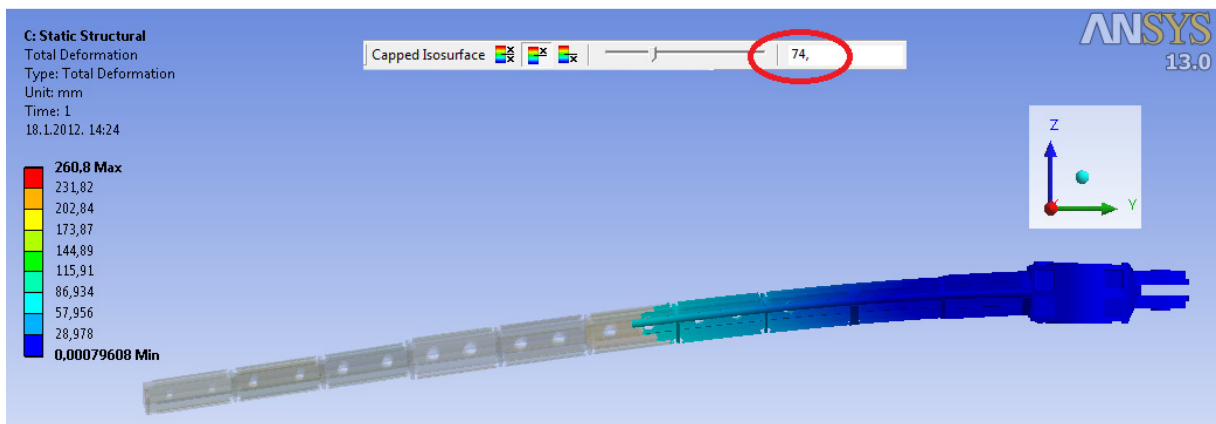 C: Static Structural
Total Deformation
Type: Total Deformation
Unit: mm
Time: 1
18.1.2012. 14:24
260,8 Max
231,82
202,84
173,87
144,89
115,91
86,934
57,956
28,978
0,00079608 Min
Capped Isosurface
74,
ANSYS
13.0
Z
Y